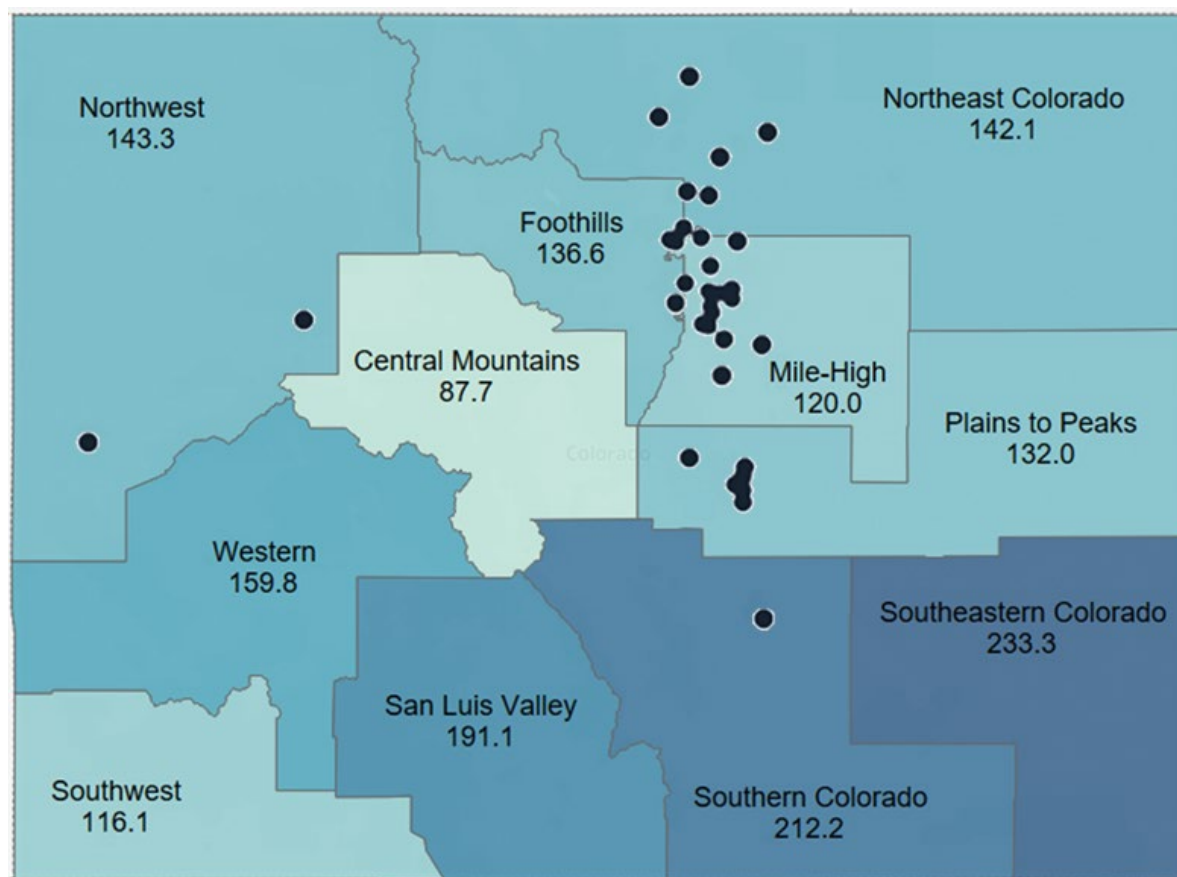 Northwest
143.3
Northeast Colorado
142.1
Foothills
136.6
Central Mountains
87.7
Mile-High
120.0
Plains to Peaks
132.0
Colorado
Western
159.8
Southeastern Colorado
233.3
San Luis Valley
191.1
Southwest
116.1
Southern Colorado
212.2